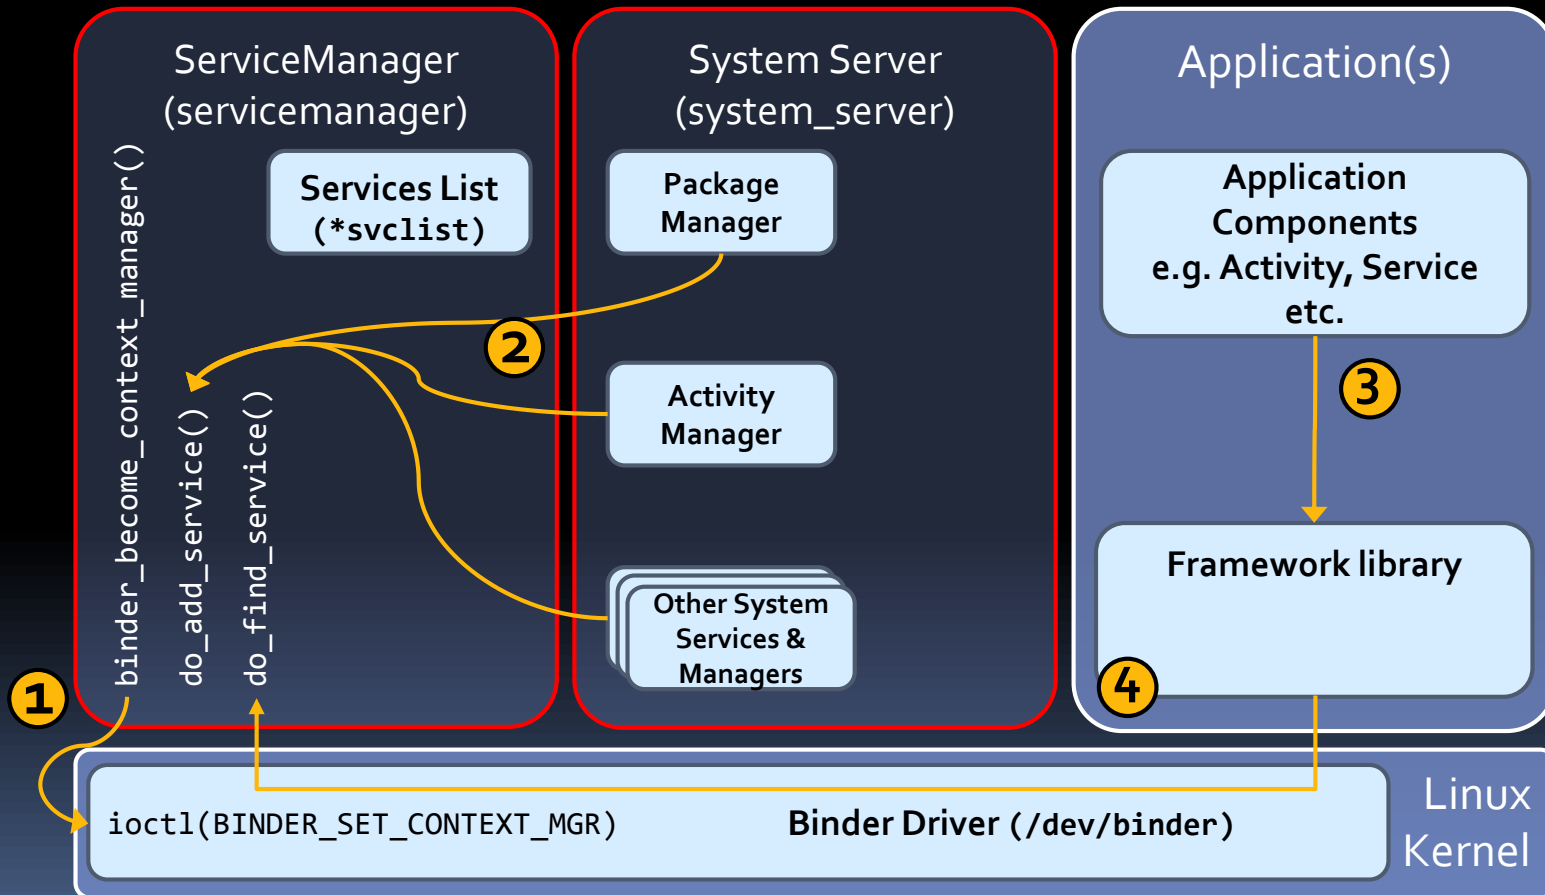 ServiceManager
(servicemanager)
binder_become_context_manager()
do_add_service()
do_find_service()
Services List
(*svclist)
1
System Server
(system_server)
Package
Manager
2
Activity
Manager
Other System
Services &
Managers
Application(s)
Application
Components
e.g. Activity, Service
etc.
3
Framework library
4
ioctl(BINDER_SET_CONTEXT_MGR)
Binder Driver (/dev/binder)
Linux
Kernel